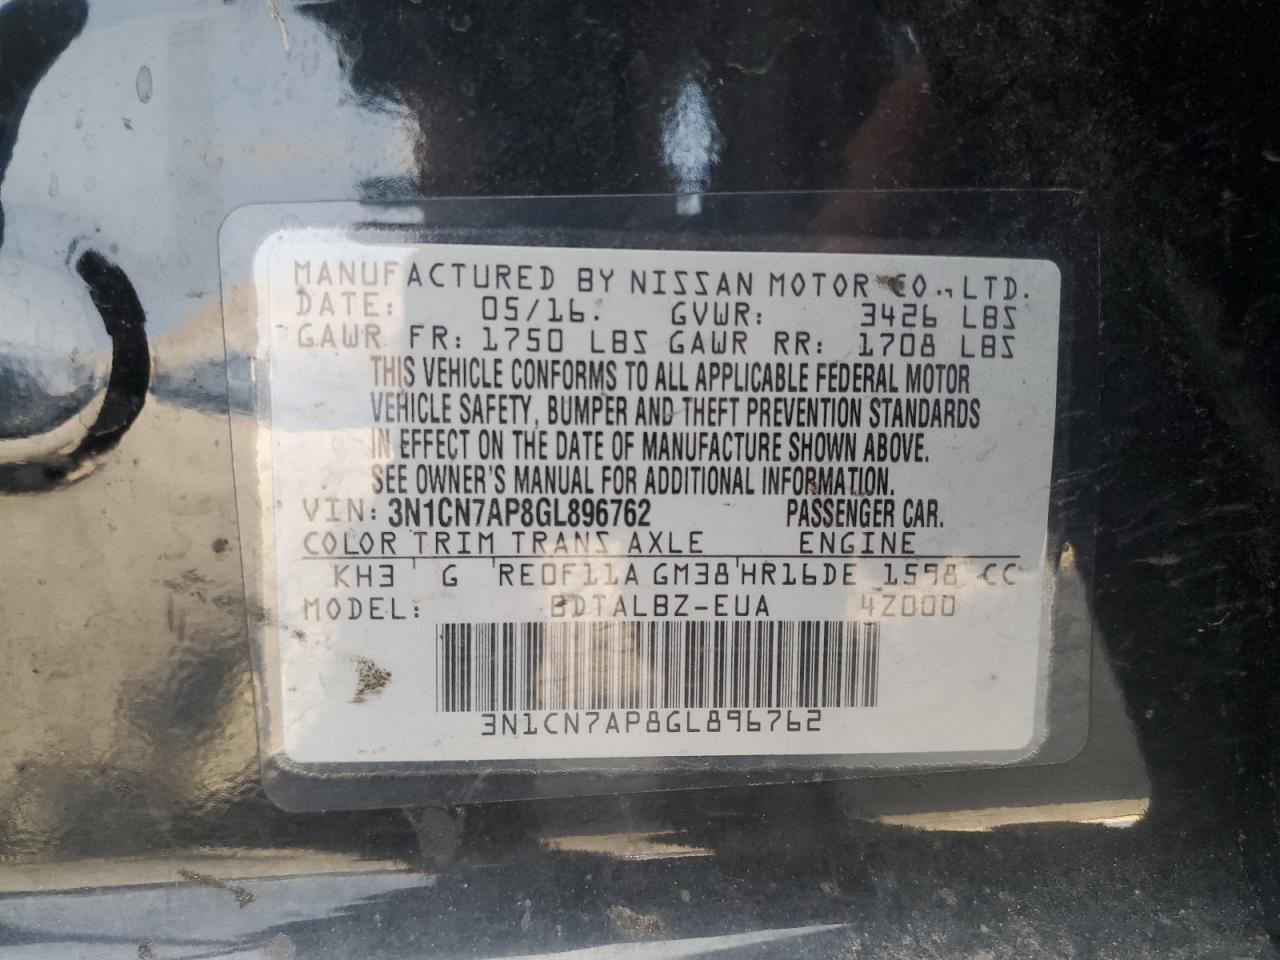 MANUFACTURED BY NISSAN MOTOR CO., LTD.
DATE: 05/16. GVWR: 3426 LBS
GAWR FR: 1750 LBS GAWR RR: 1708 LBS
THIS VEHICLE CONFORMS TO ALL APPLICABLE FEDERAL MOTOR
VEHICLE SAFETY, BUMPER AND THEFT PREVENTION STANDARDS
IN EFFECT ON THE DATE OF MANUFACTURE SHOWN ABOVE.
SEE OWNER'S MANUAL FOR ADDITIONAL INFORMATION.
VIN: 3N1CN7AP8GL896762 PASSENGER CAR.
COLOR TRIM TRANS AXLE ENGINE
KH3 ' G ' RE0F11A GM38 ' HR16DE 1598 CC
MODEL: BDTALBZ-EUA 4Z000
3N1CN7AP8GL896762